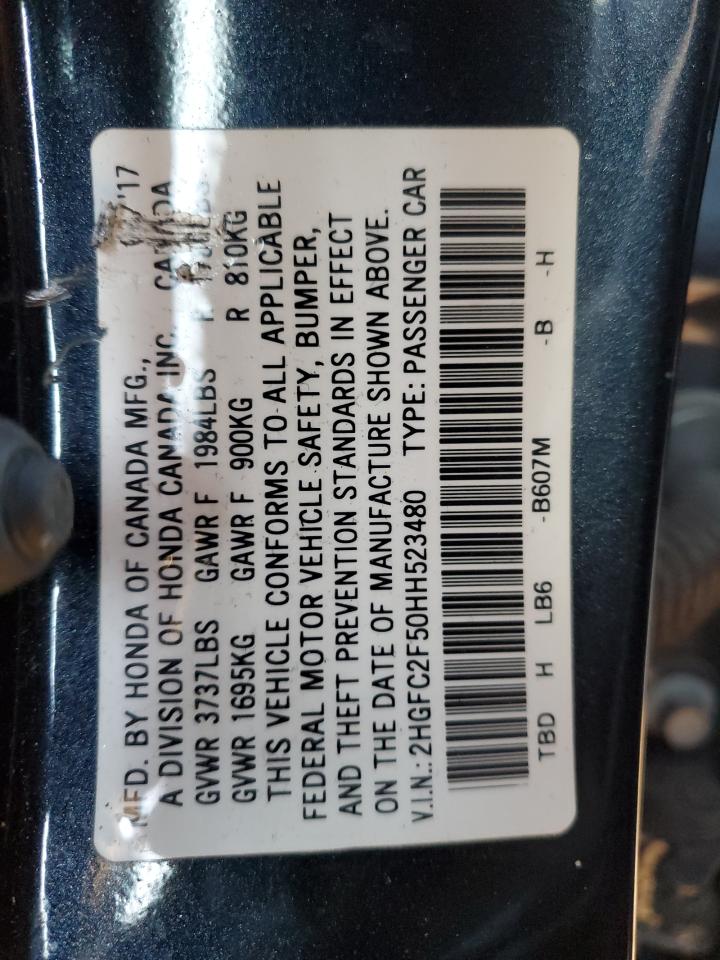 MFD. BY HONDA OF CANADA MFG., '17
A DIVISION OF HONDA CANADA INC. CANADA
GVWR 3737LBS GAWR F 1984LBS
GVWR 1695KG GAWR F 900KG R 810KG
THIS VEHICLE CONFORMS TO ALL APPLICABLE
FEDERAL MOTOR VEHICLE SAFETY, BUMPER,
AND THEFT PREVENTION STANDARDS IN EFFECT
ON THE DATE OF MANUFACTURE SHOWN ABOVE.
V.I.N.: 2HGFC2F50HH523480 TYPE: PASSENGER CAR
TBD H LB6 -B607M -B -H